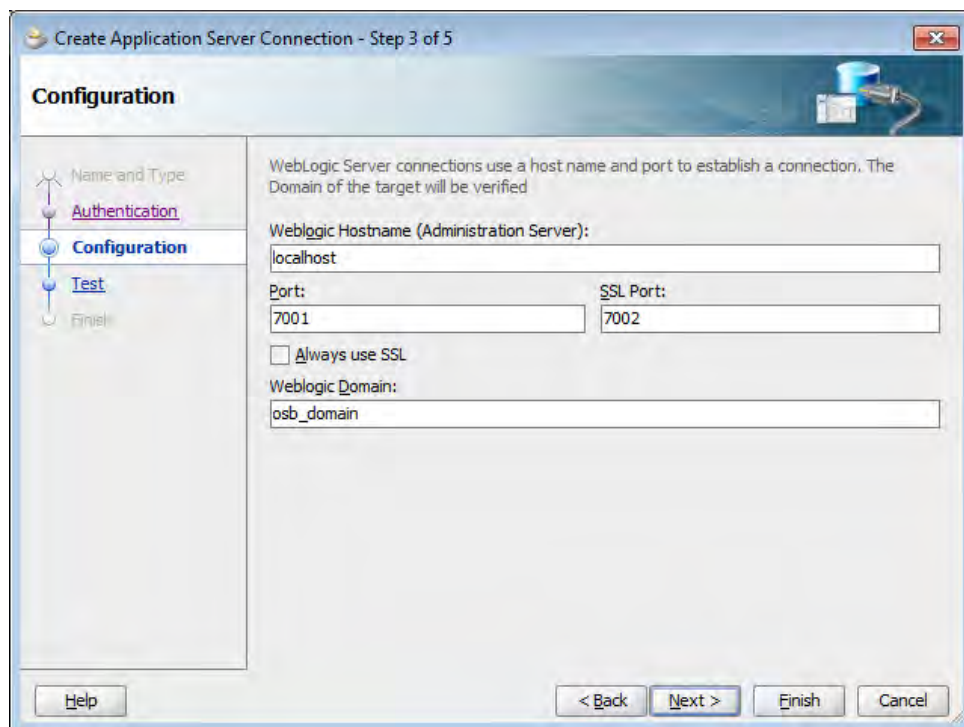 Create Application Server Connection - Step 3 of 5
Configuration
Name and Type
Authentication
Configuration
Test
Finish
WebLogic Server connections use a host name and port to establish a connection. The
Domain of the target will be verified
Weblogic Hostname (Administration Server):
localhost
Port:
SSL Port:
7001
7002
Always use SSL
Weblogic Domain:
osb_domain
Help
< Back
Next >
Finish
Cancel